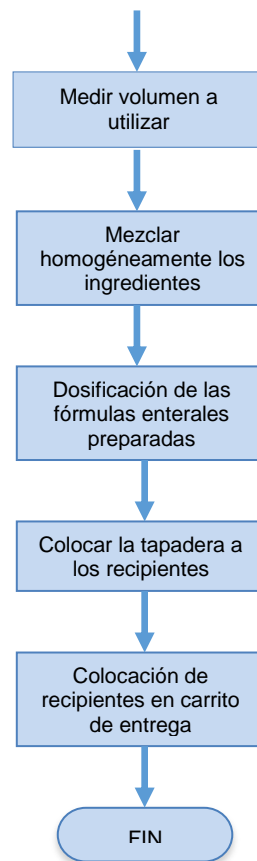 Medir volumen a
utilizar
Mezclar
homogéneamente los
ingredientes
Dosificación de las
fórmulas enterales
preparadas
Colocar la tapadera a
los recipientes
Colocación de
recipientes en carrito
de entrega
FIN